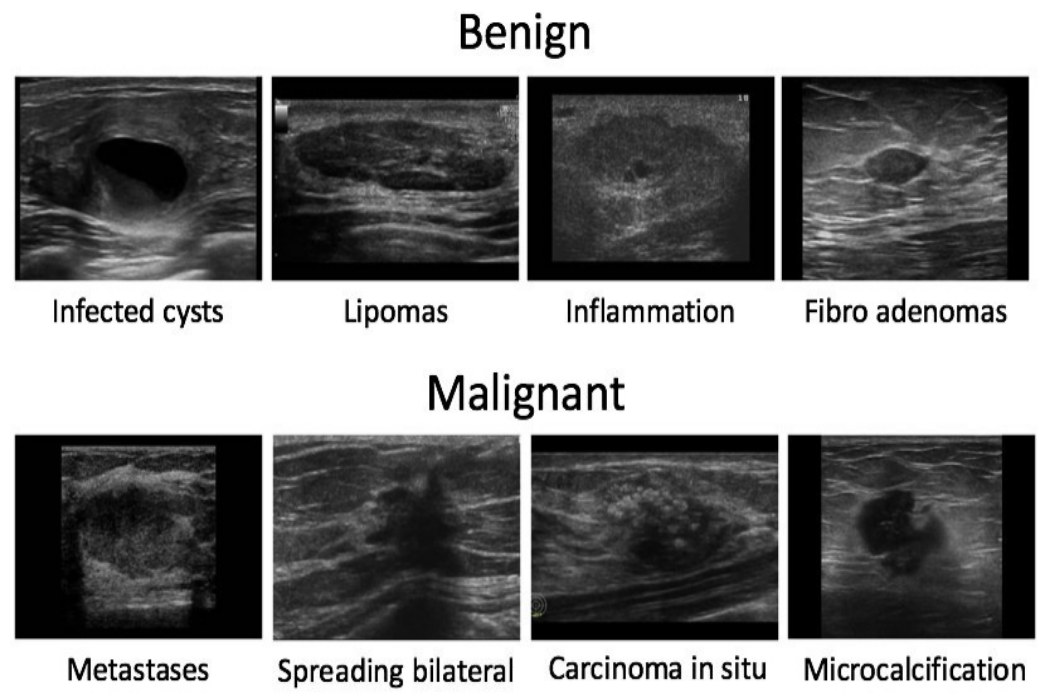 Benign
Infected cysts
Lipomas
Inflammation
Fibro adenomas
Malignant
Metastases
Spreading bilateral
Carcinoma in situ
Microcalcification